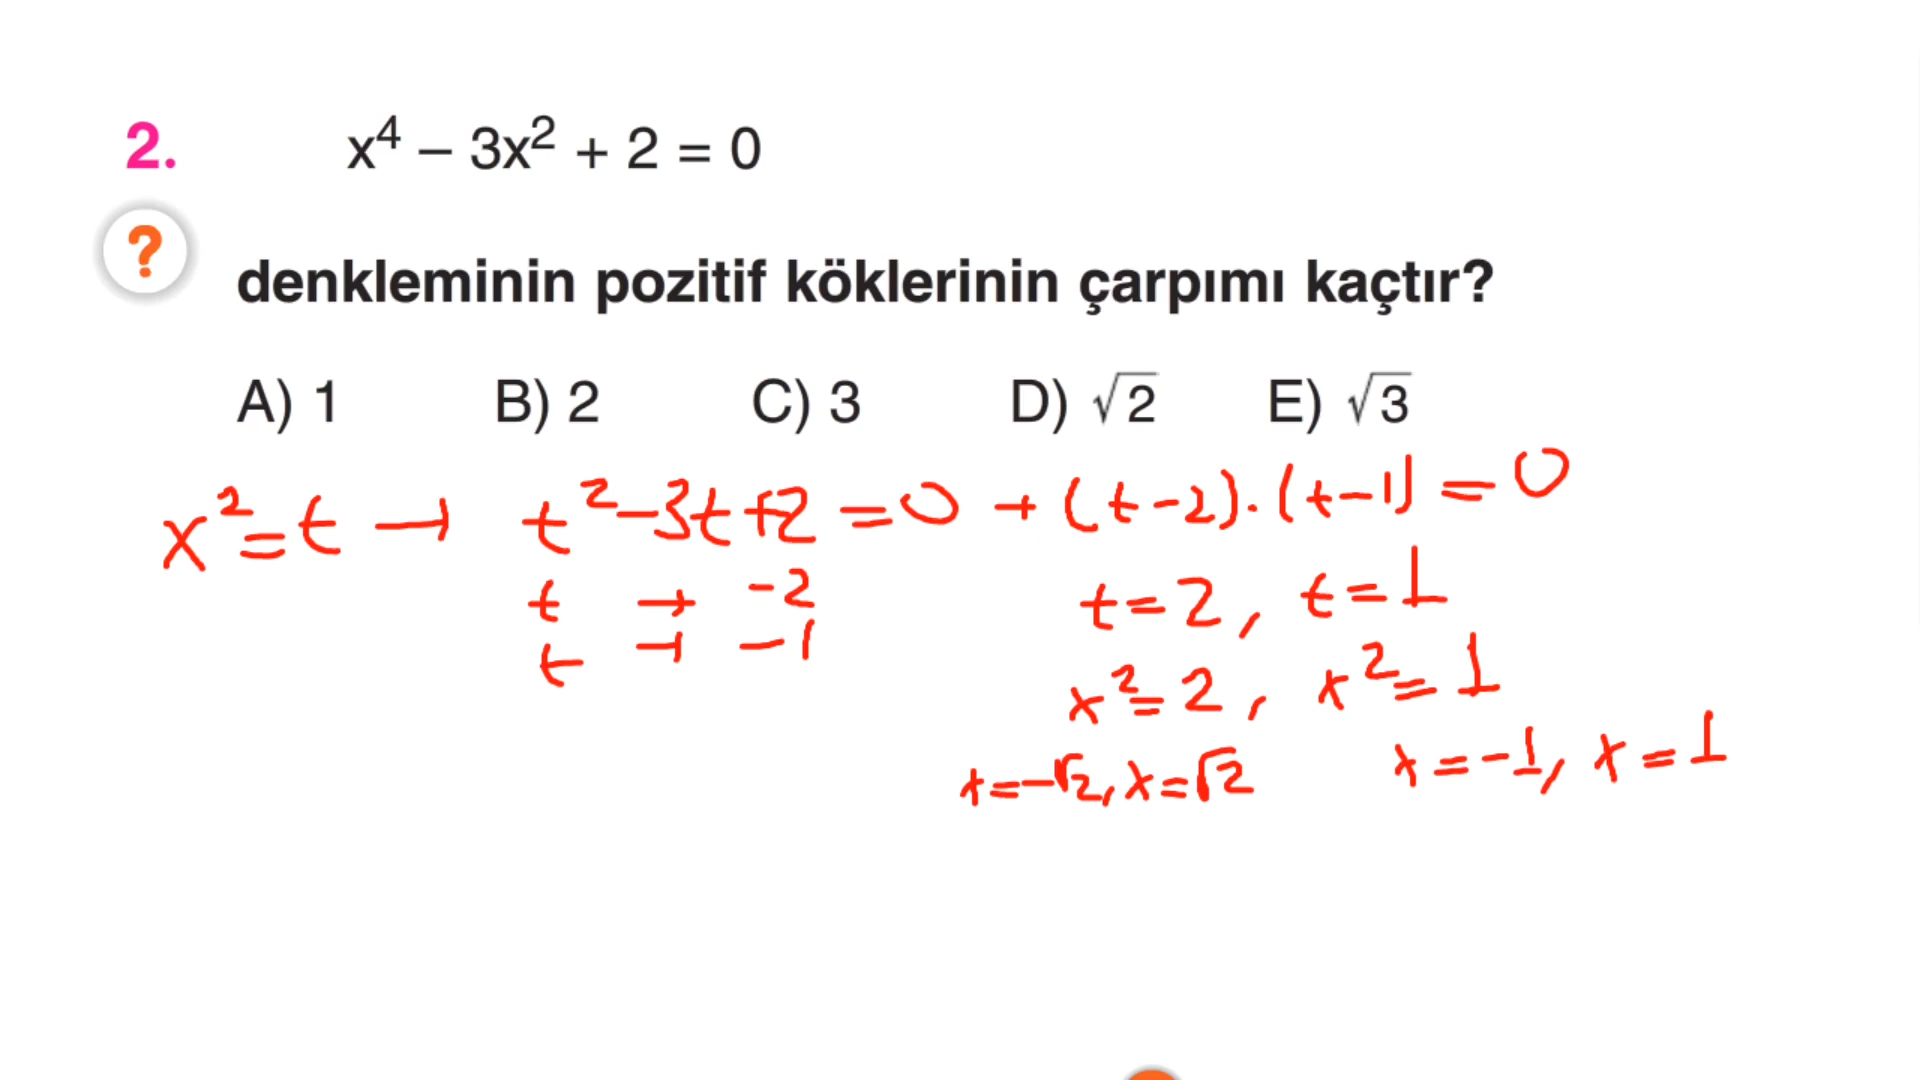 2. x⁴ – 3x² + 2 = 0
?
denkleminin pozitif köklerinin çarpımı kaçtır?
A) 1 B) 2 C) 3 D) √2 E) √3
x² = t → t² – 3t + 2 = 0 → (t – 2) . (t – 1) = 0
t → –2
t → –1
t = 2, t = 1
x² = 2, x² = 1
x = –√2, x = √2 x = –1, x = 1